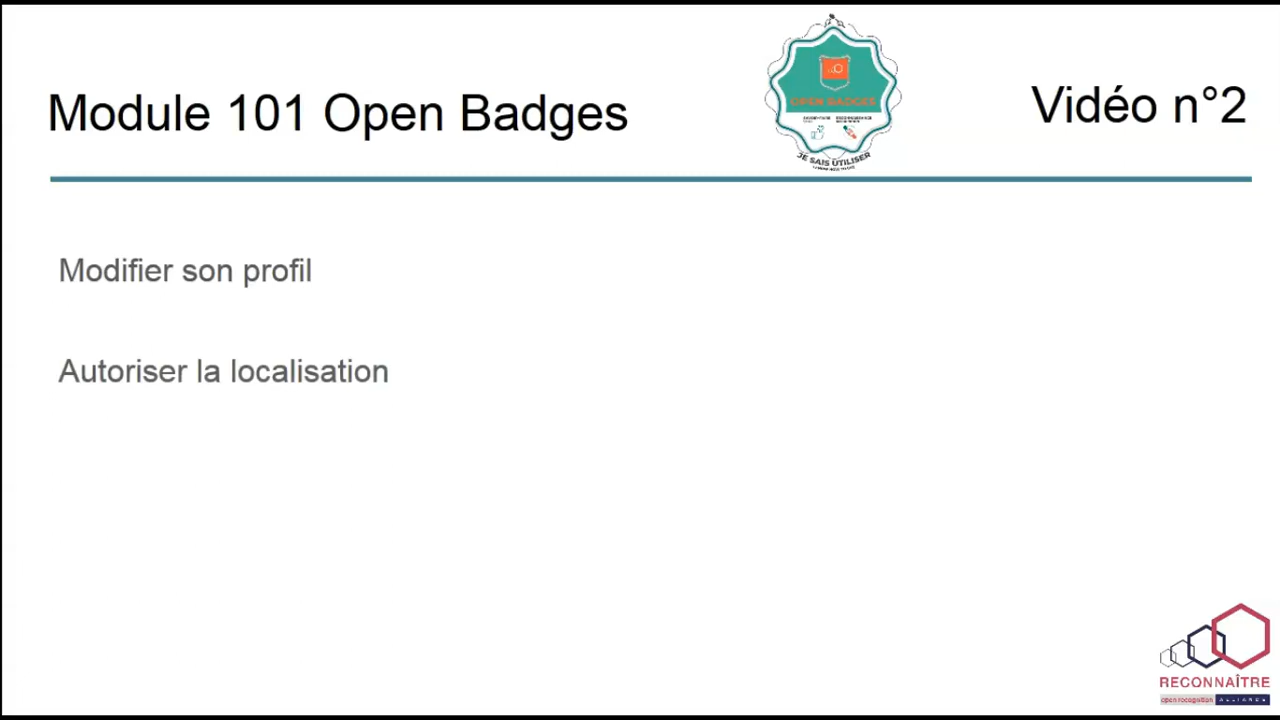 Module 101 Open Badges
Vidéo n°2
OPEN BADGES
JE SAIS UTILISER
Modifier son profil
Autoriser la localisation
RECONNAÎTRE
open recognition ALLIANCE